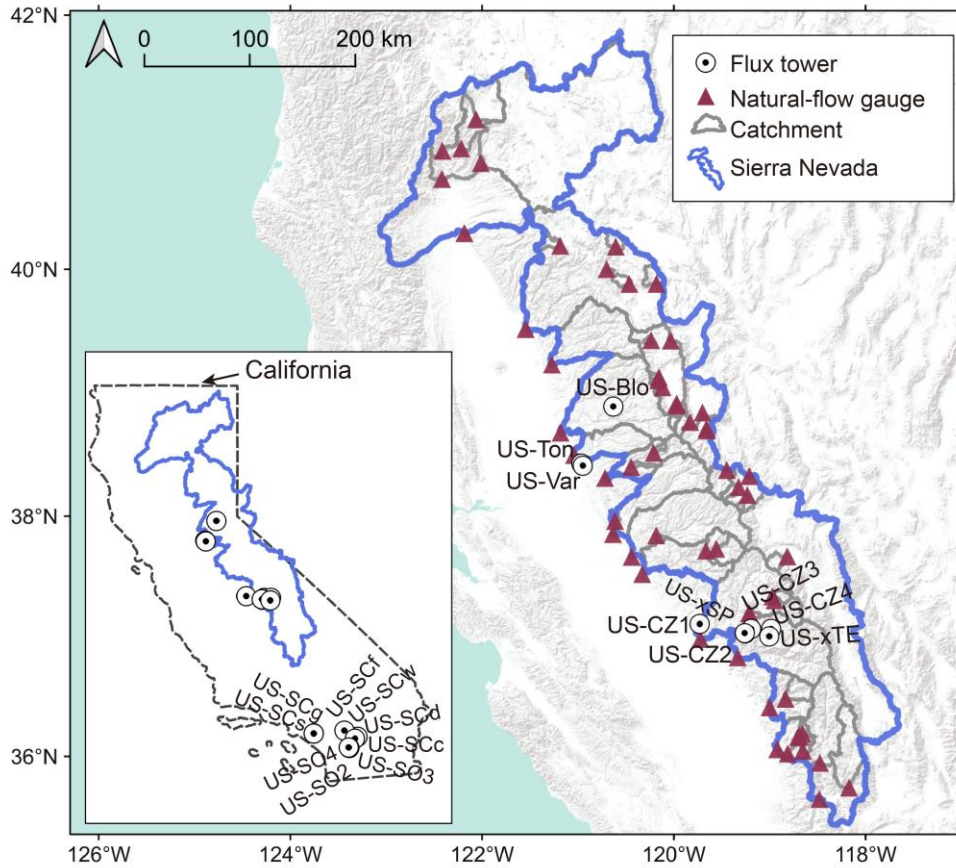 42°N
0 100 200 km
Flux tower
Natural-flow gauge
Catchment
Sierra Nevada
40°N
California
US-Blo
US-Ton
US-Var
38°N
US-CZ3
US-xSP
US-CZ4
US-CZ1
US-xTE
US-CZ2
US-SCf
US-SCg
US-SCw
US-SCs
US-SCd
US-SCc
US-SO4
US-SO3
US-SO2
36°N
126°W 124°W 122°W 120°W 118°W